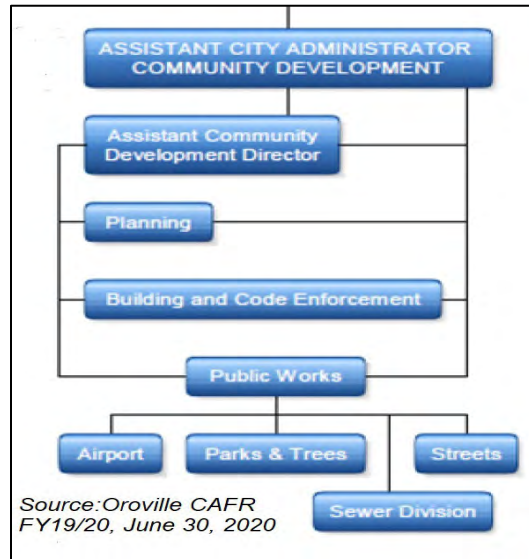 ASSISTANT CITY ADMINISTRATOR
COMMUNITY DEVELOPMENT
Assistant Community
Development Director
Planning
Building and Code Enforcement
Public Works
Airport
Parks & Trees
Streets
Sewer Division
Source:Oroville CAFR
FY19/20, June 30, 2020